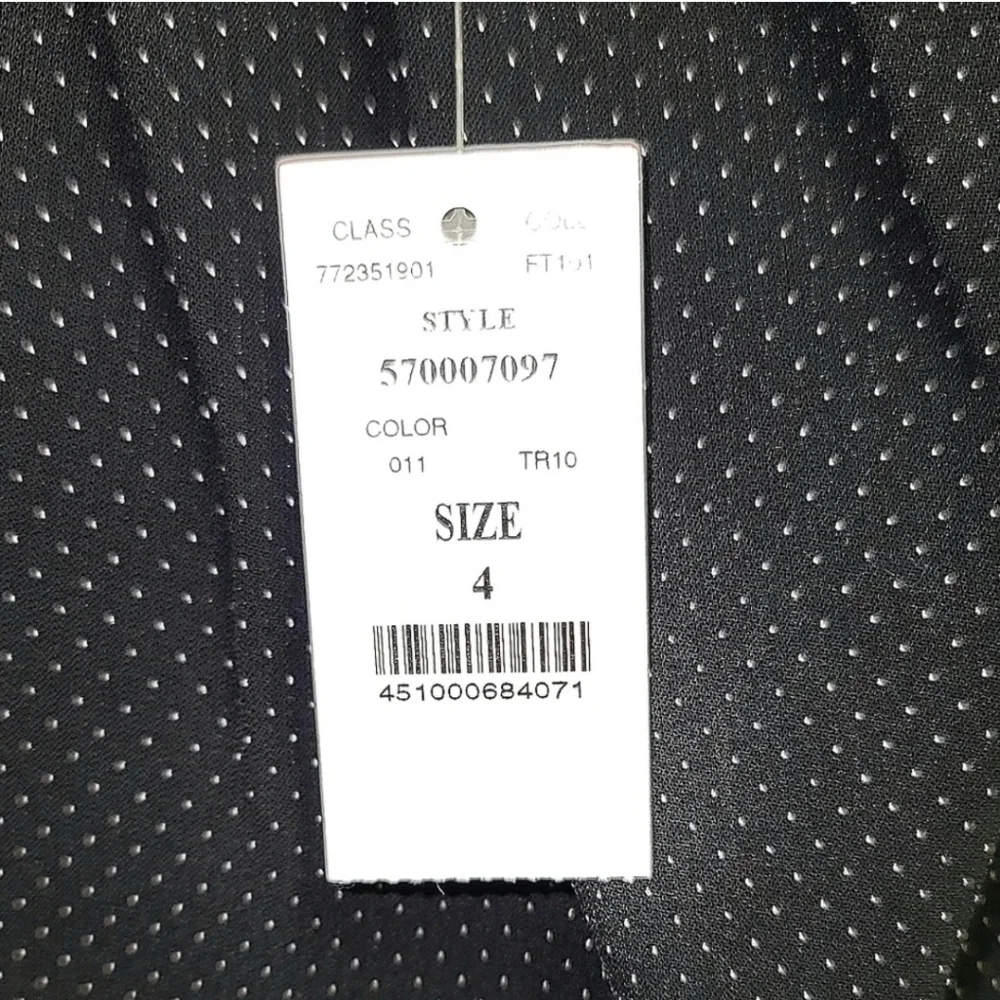 CLASS
772351901
STYLE
570007097
COLOR
011 TR10
SIZE
4
451000684071